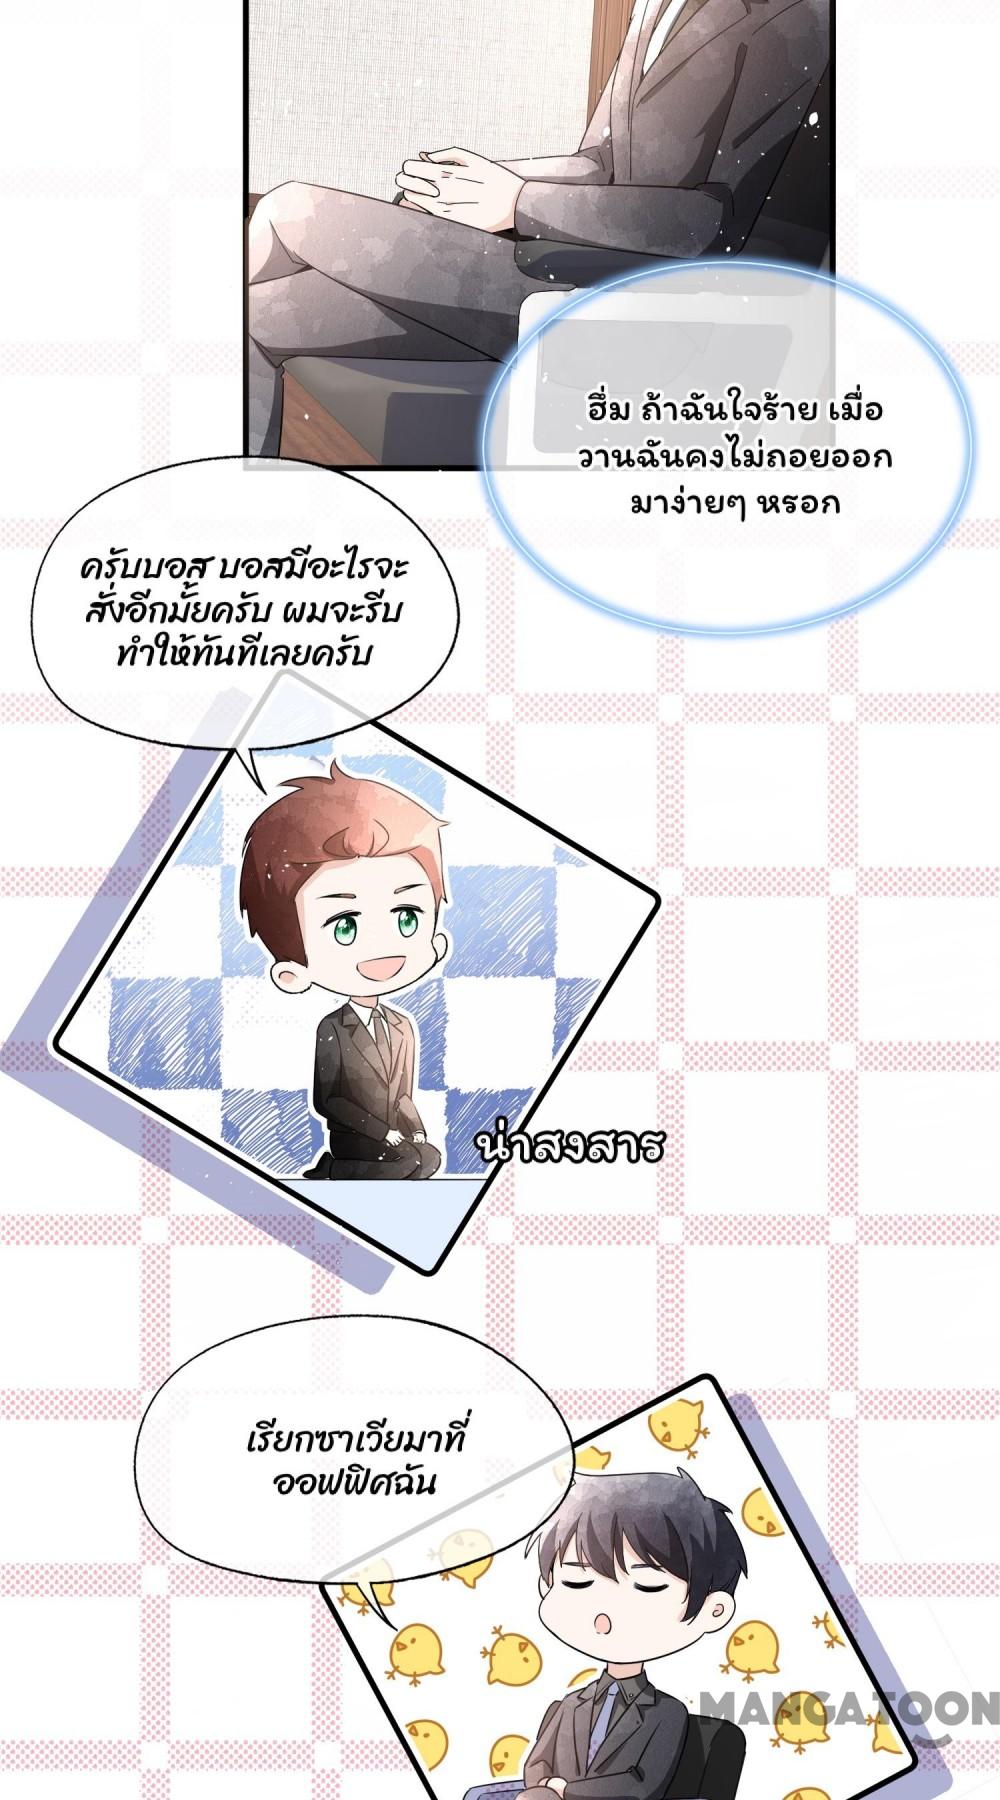 ฮึ่ม ถ้าฉันใจร้าย เมื่อ
วานฉันคงไม่ถอยออก
มาง่ายๆ หรอก
ครับบอส บอสมีอะไรจะ
สั่งอีกมั้ยครับ ผมจะรีบ
ทำให้ทันทีเลยครับ
น่าสงสาร
เรียกซาเวียมาที่
ออฟฟิศฉัน
MANGATOON